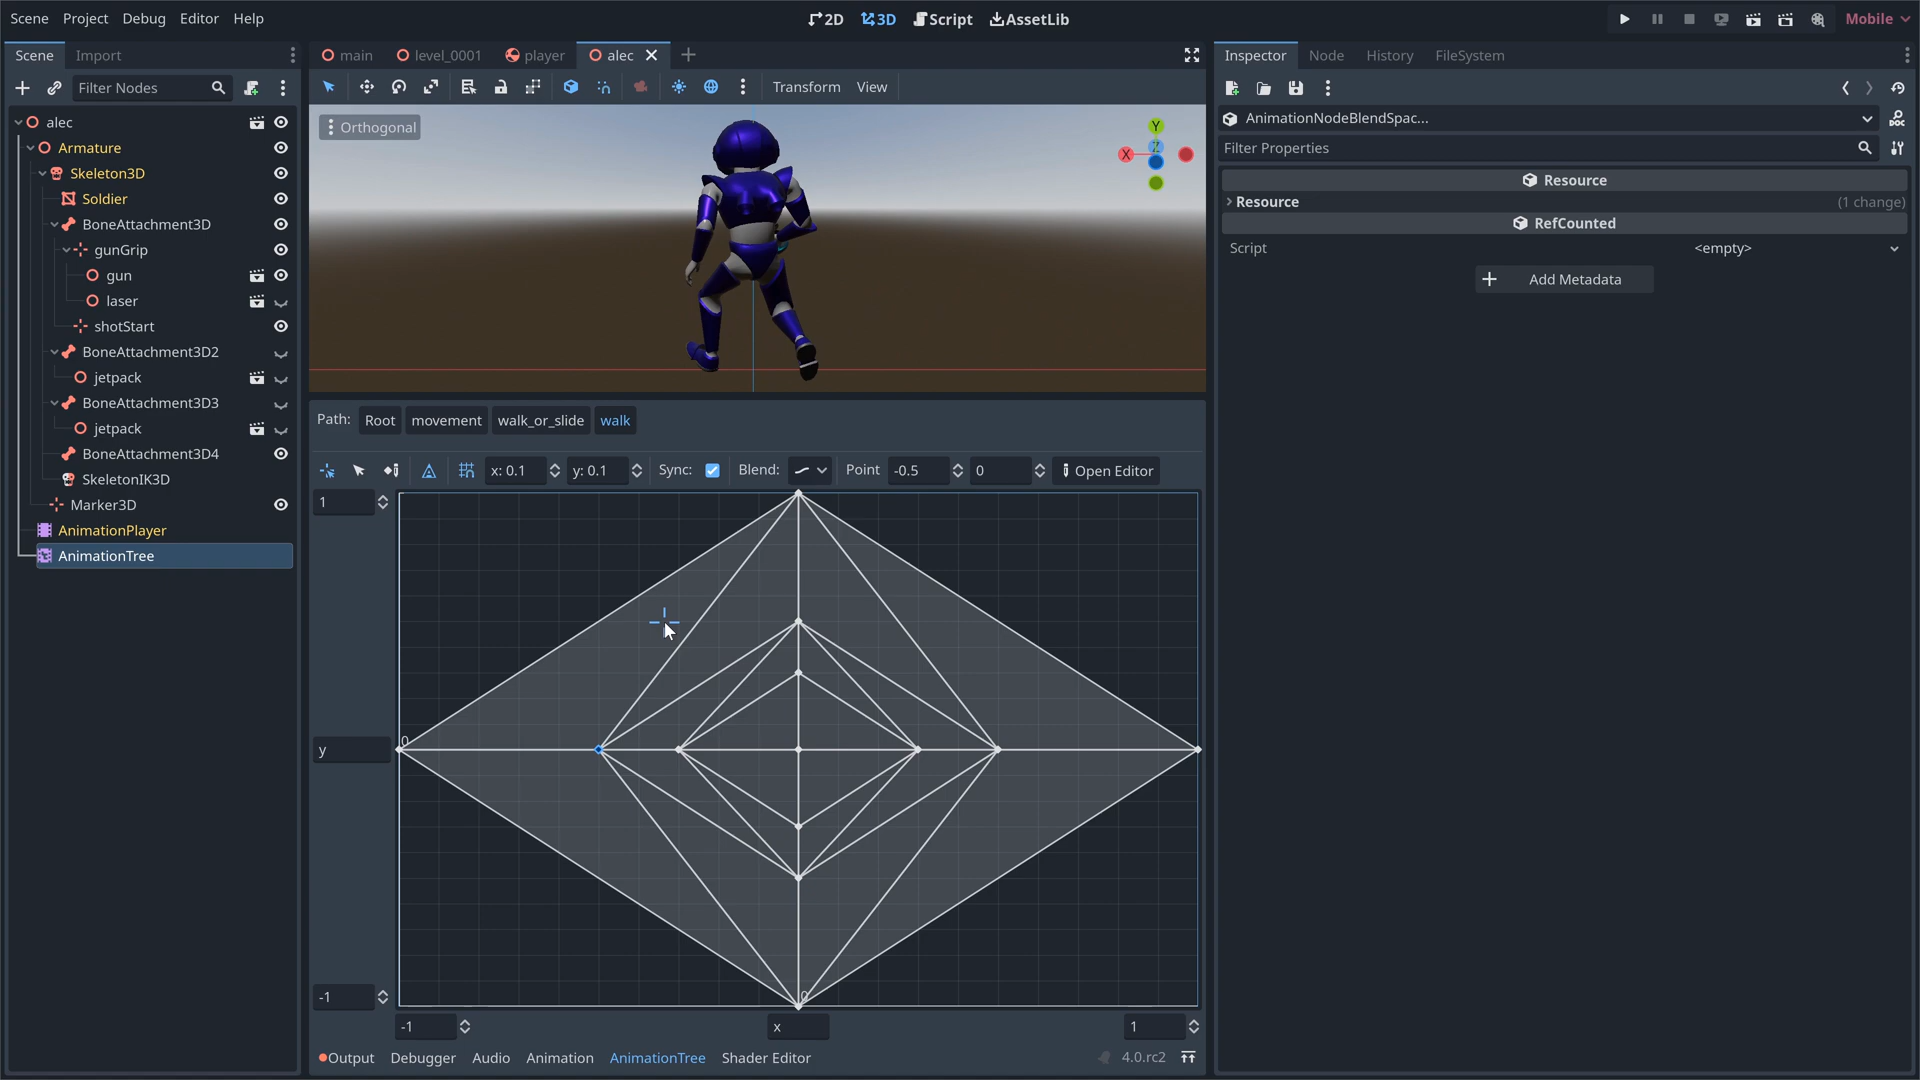 Scene Project Debug Editor Help
2D 3D Script AssetLib
Mobile
Scene Import
main level_0001 player alec
Inspector Node History FileSystem
Filter Nodes
Transform View
alec
Armature
Skeleton3D
Soldier
BoneAttachment3D
gunGrip
gun
laser
shotStart
BoneAttachment3D2
jetpack
BoneAttachment3D3
jetpack
BoneAttachment3D4
SkeletonIK3D
Marker3D
AnimationPlayer
AnimationTree
Orthogonal
Y
X Z
Path: Root movement walk_or_slide walk
x: 0.1 y: 0.1 Sync: Blend: Point -0.5 0 Open Editor
1
0
y
0
-1
-1 x 1
Output Debugger Audio Animation AnimationTree Shader Editor
4.0.rc2
AnimationNodeBlendSpac...
DOC
Filter Properties
Resource
Resource (1 change)
RefCounted
Script <empty>
Add Metadata